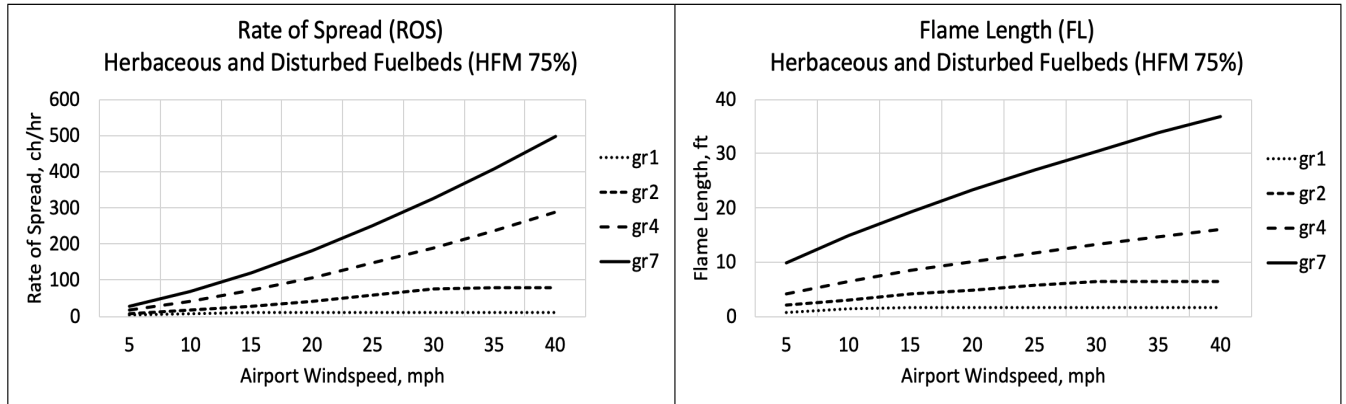 Rate of Spread (ROS)
Herbaceous and Disturbed Fuelbeds (HFM 75%)
Rate of Spread, ch/hr
600
500
400
300
200
100
0
5 10 15 20 25 30 35 40
Airport Windspeed, mph
gr1
gr2
gr4
gr7
Flame Length (FL)
Herbaceous and Disturbed Fuelbeds (HFM 75%)
Flame Length, ft
40
30
20
10
0
5 10 15 20 25 30 35 40
Airport Windspeed, mph
gr1
gr2
gr4
gr7